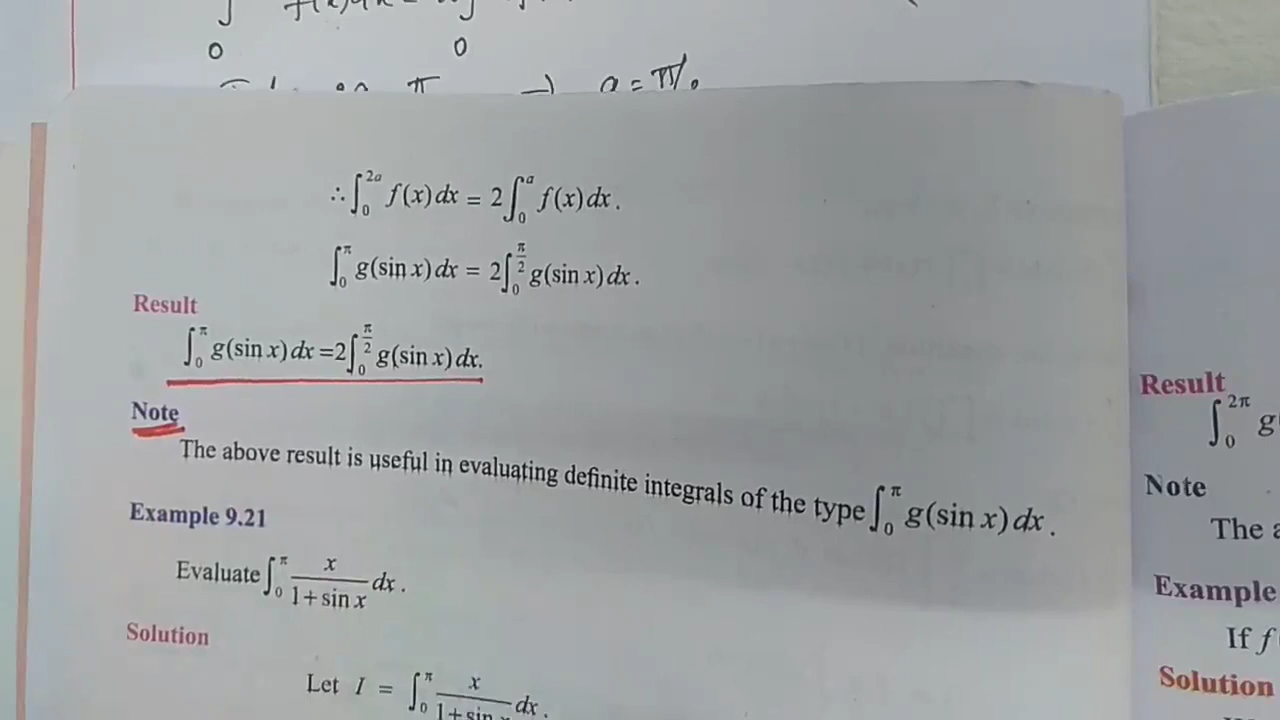 0 0
a = π/
∴ ∫₀^{2a} f(x) dx = 2∫₀^{a} f(x) dx.
∫₀^{π} g(sin x) dx = 2∫₀^{π/2} g(sin x) dx.
Result
∫₀^{π} g(sin x) dx = 2∫₀^{π/2} g(sin x) dx.
Note
The above result is useful in evaluating definite integrals of the type ∫₀^{π} g(sin x) dx.
Example 9.21
Evaluate ∫₀^{π} x/(1+sin x) dx.
Solution
Let I = ∫₀^{π} x/(1+sin x) dx.
Result
∫₀^{2π} g
Note
The a
Example
If f
Solution